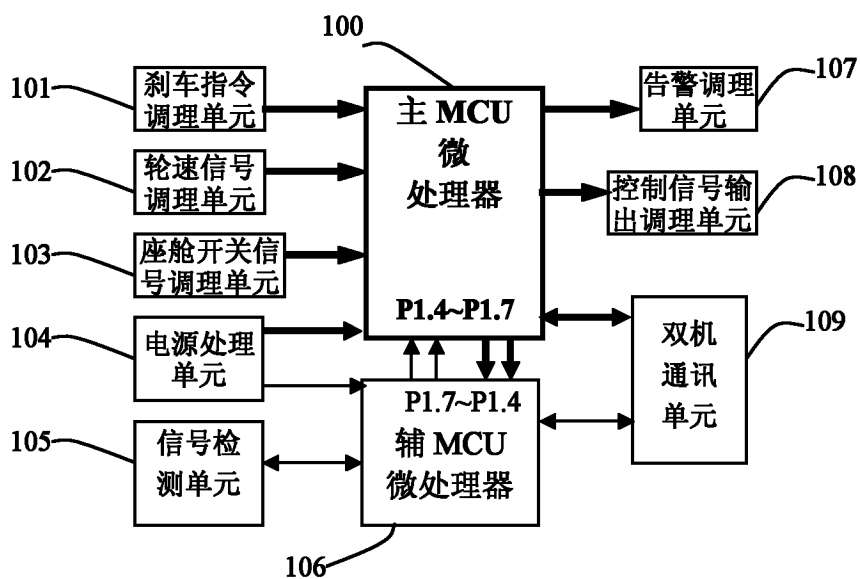 100
101
刹车指令
调理单元
102
轮速信号
调理单元
103
座舱开关信
号调理单元
104
电源处理
单元
105
信号检
测单元
主 MCU
微
处理器
P1.4~P1.7
P1.7~P1.4
辅 MCU
微处理器
106
告警调理
单元
107
控制信号输
出调理单元
108
双机
通讯
单元
109